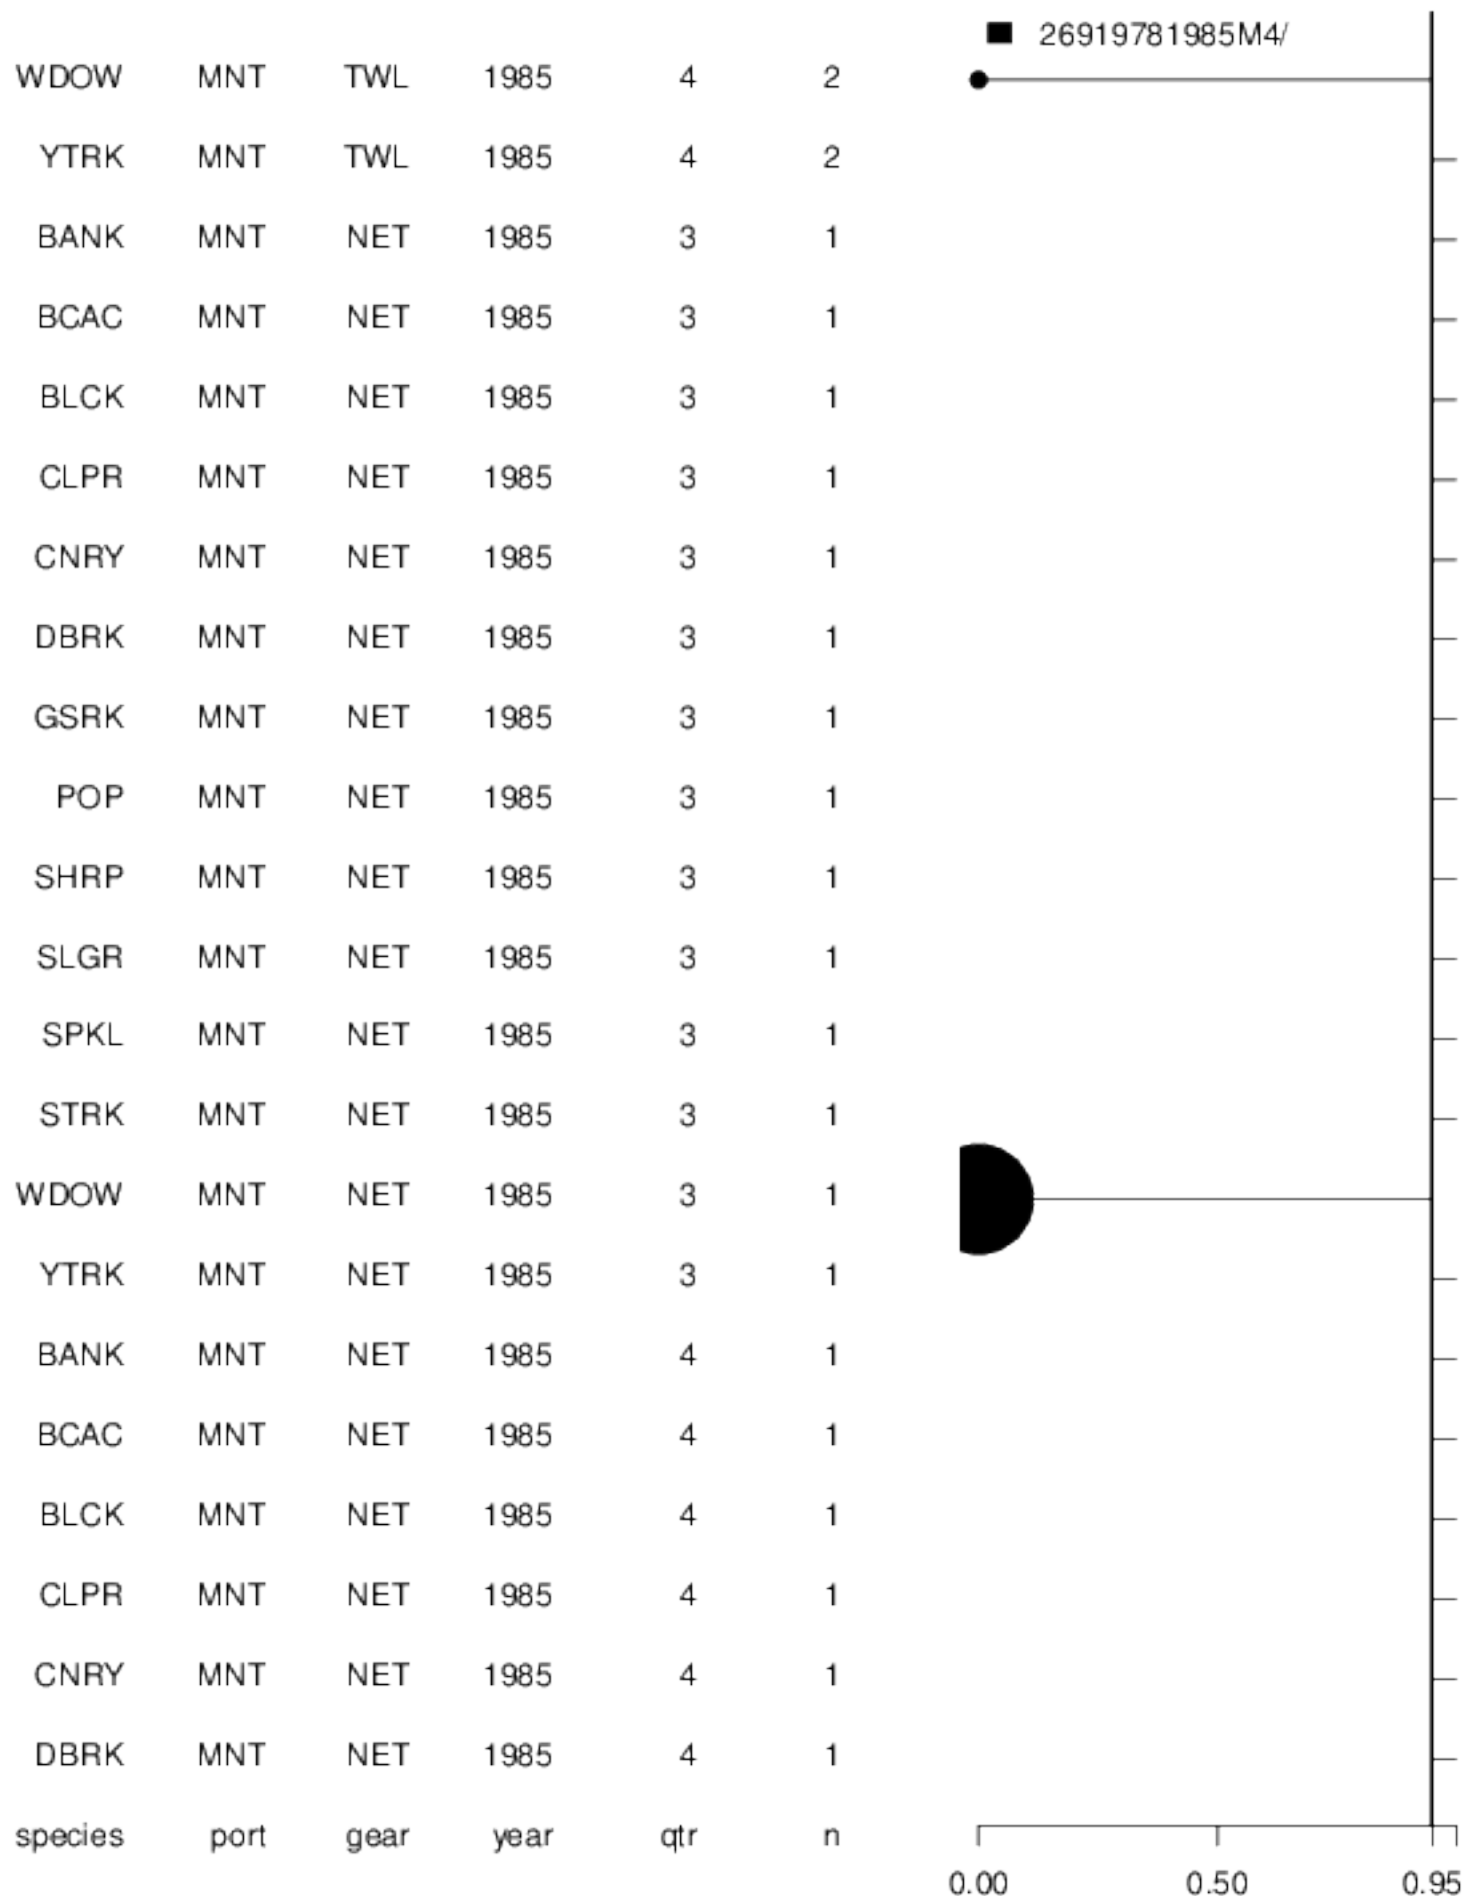 26919781985M4/
WDOW MNT TWL 1985 4 2
YTRK MNT TWL 1985 4 2
BANK MNT NET 1985 3 1
BCAC MNT NET 1985 3 1
BLCK MNT NET 1985 3 1
CLPR MNT NET 1985 3 1
CNRY MNT NET 1985 3 1
DBRK MNT NET 1985 3 1
GSRK MNT NET 1985 3 1
POP MNT NET 1985 3 1
SHRP MNT NET 1985 3 1
SLGR MNT NET 1985 3 1
SPKL MNT NET 1985 3 1
STRK MNT NET 1985 3 1
WDOW MNT NET 1985 3 1
YTRK MNT NET 1985 3 1
BANK MNT NET 1985 4 1
BCAC MNT NET 1985 4 1
BLCK MNT NET 1985 4 1
CLPR MNT NET 1985 4 1
CNRY MNT NET 1985 4 1
DBRK MNT NET 1985 4 1
species port gear year qtr n
0.00 0.50 0.95